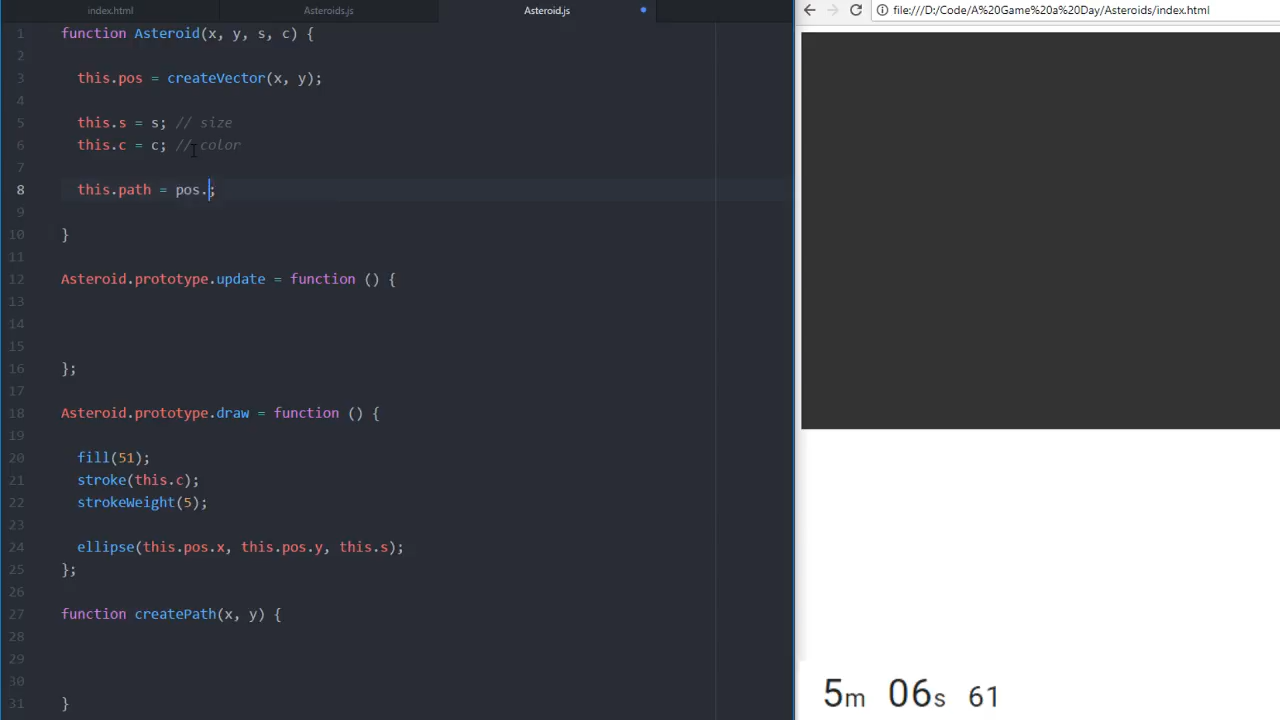 index.html Asteroids.js Asteroid.js
file:///D:/Code/A%20Game%20a%20Day/Asteroids/index.html
1 function Asteroid(x, y, s, c) {
2
3 this.pos = createVector(x, y);
4
5 this.s = s; // size
6 this.c = c; // color
7
8 this.path = pos.;
9
10 }
11
12 Asteroid.prototype.update = function () {
13
14
15
16 };
17
18 Asteroid.prototype.draw = function () {
19
20 fill(51);
21 stroke(this.c);
22 strokeWeight(5);
23
24 ellipse(this.pos.x, this.pos.y, this.s);
25 };
26
27 function createPath(x, y) {
28
29
30
31 }
5m 06s 61